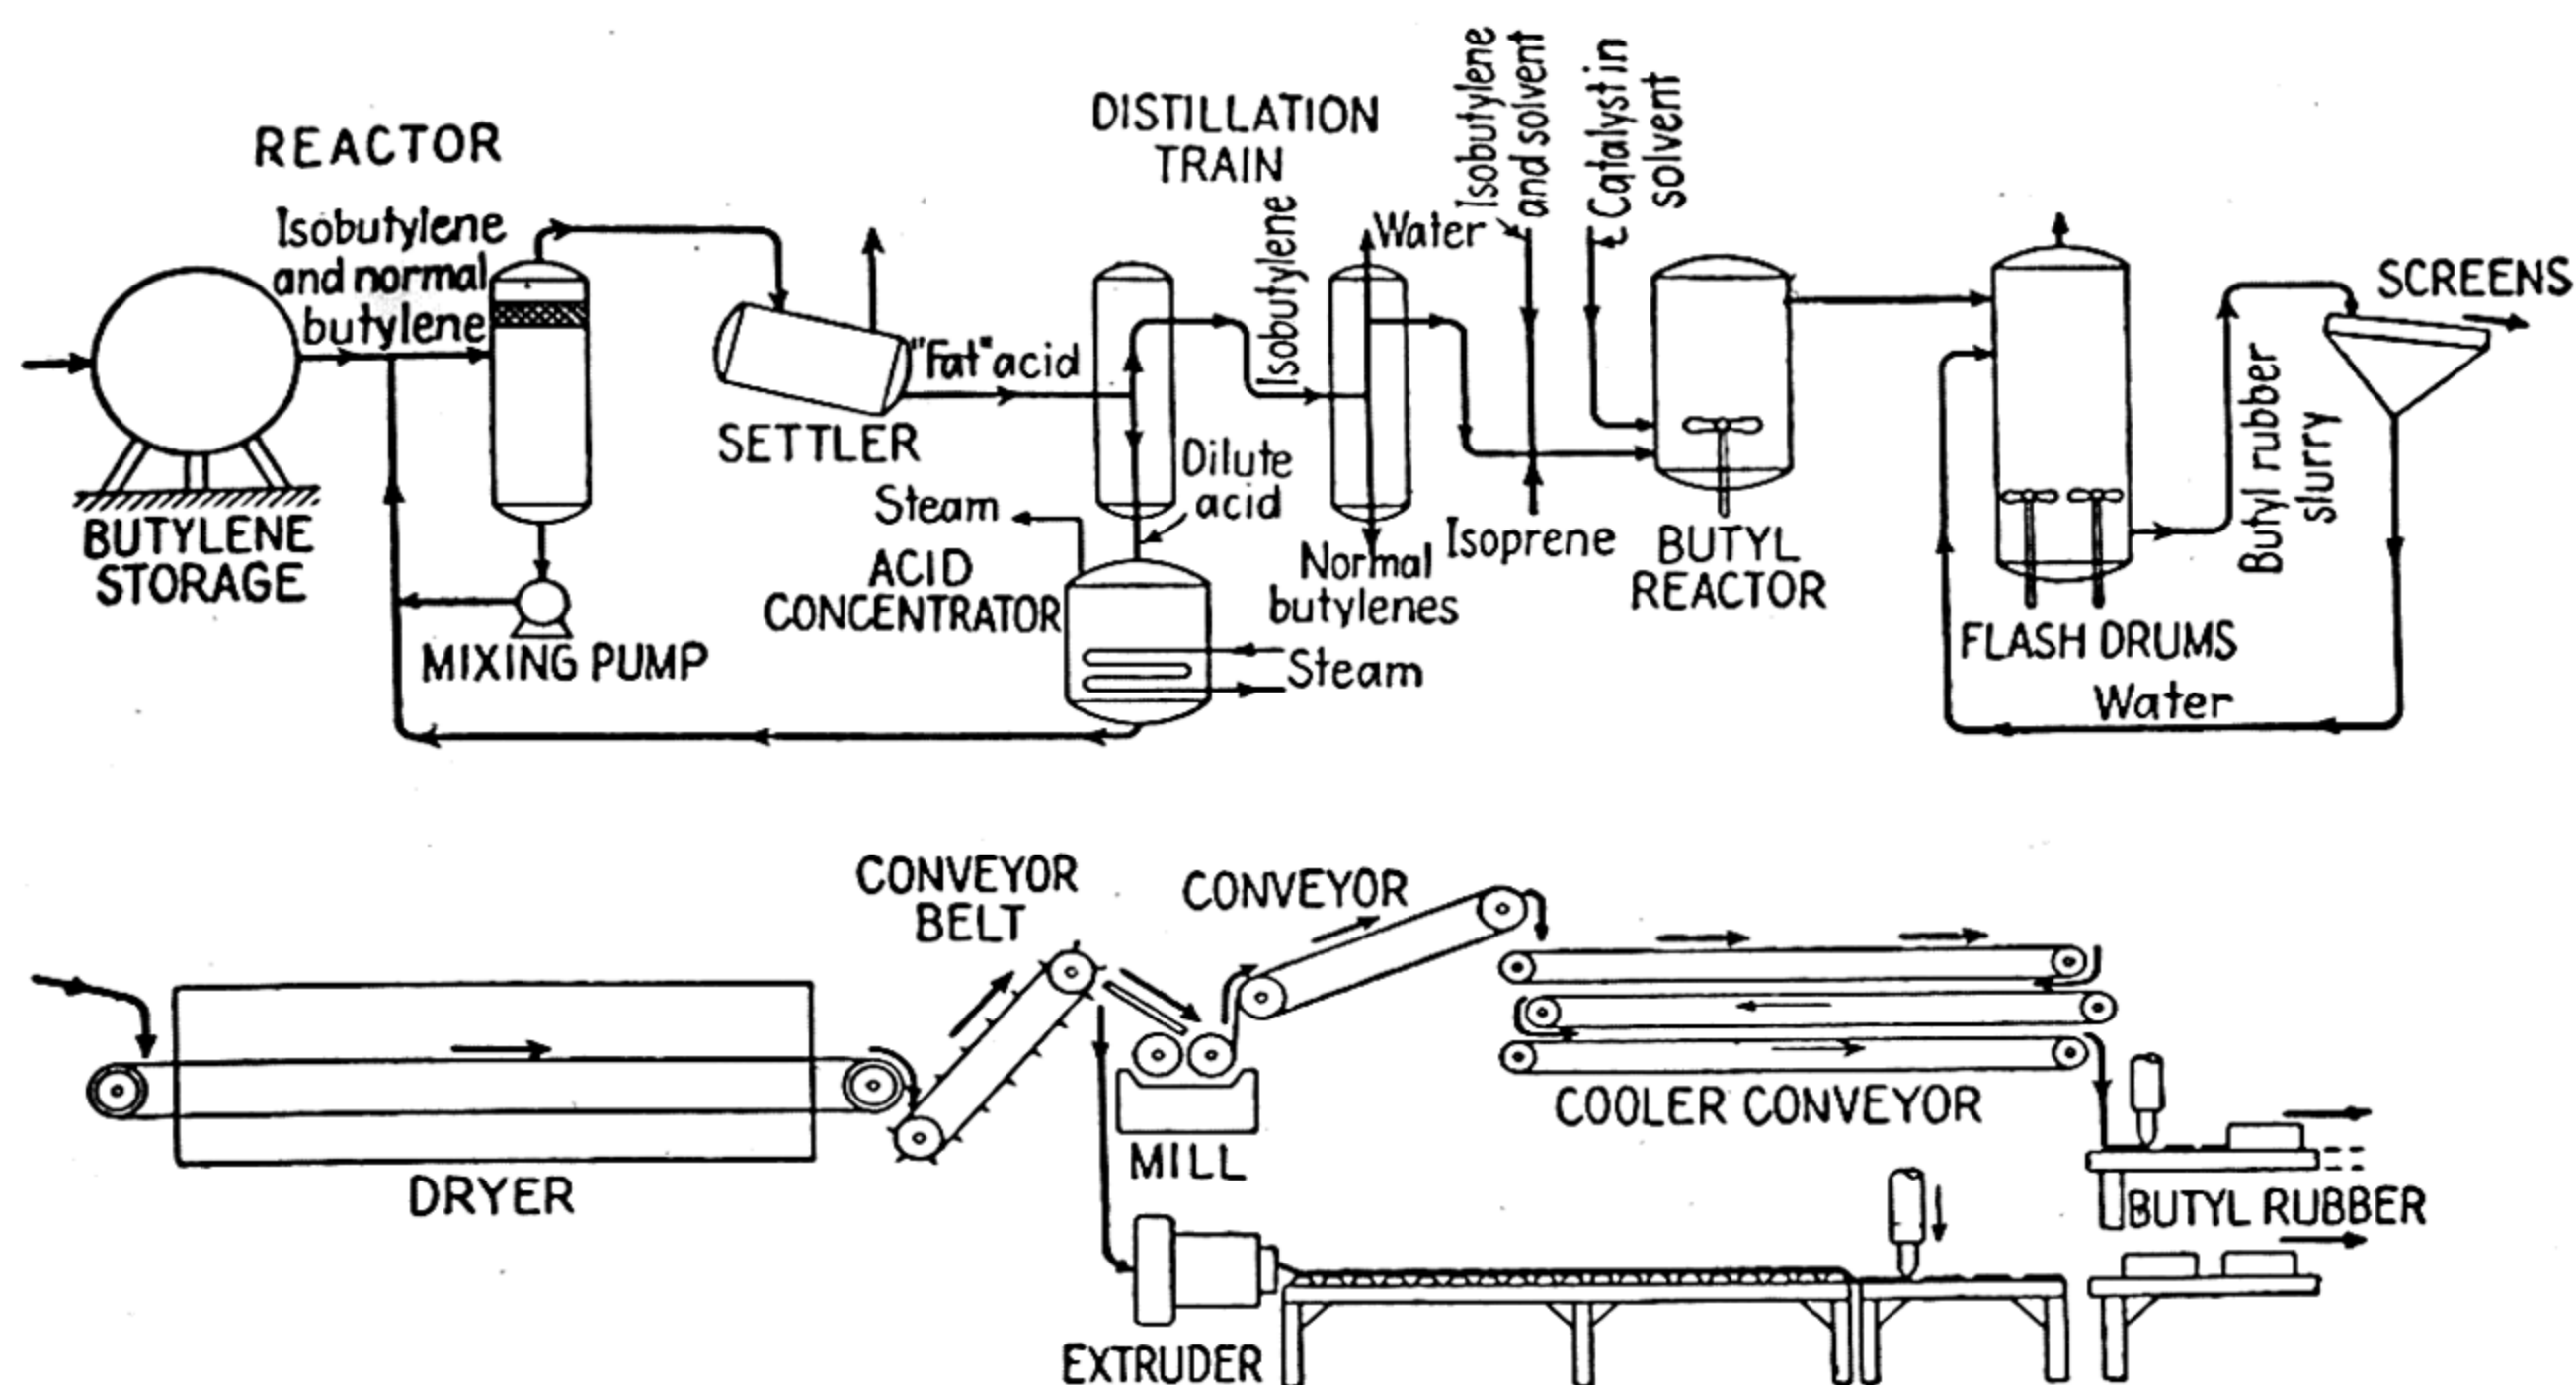 REACTOR
Isobutylene
and normal
butylene
BUTYLENE
STORAGE
MIXING PUMP
SETTLER
"Fat" acid
DISTILLATION
TRAIN
Isobutylene
Dilute
acid
Steam
ACID
CONCENTRATOR
Steam
Water
Normal
butylenes
Isobutylene
and solvent
Catalyst in
solvent
Isoprene
BUTYL
REACTOR
FLASH DRUMS
Butyl rubber
slurry
SCREENS
Water
DRYER
CONVEYOR
BELT
CONVEYOR
MILL
COOLER CONVEYOR
EXTRUDER
BUTYL RUBBER